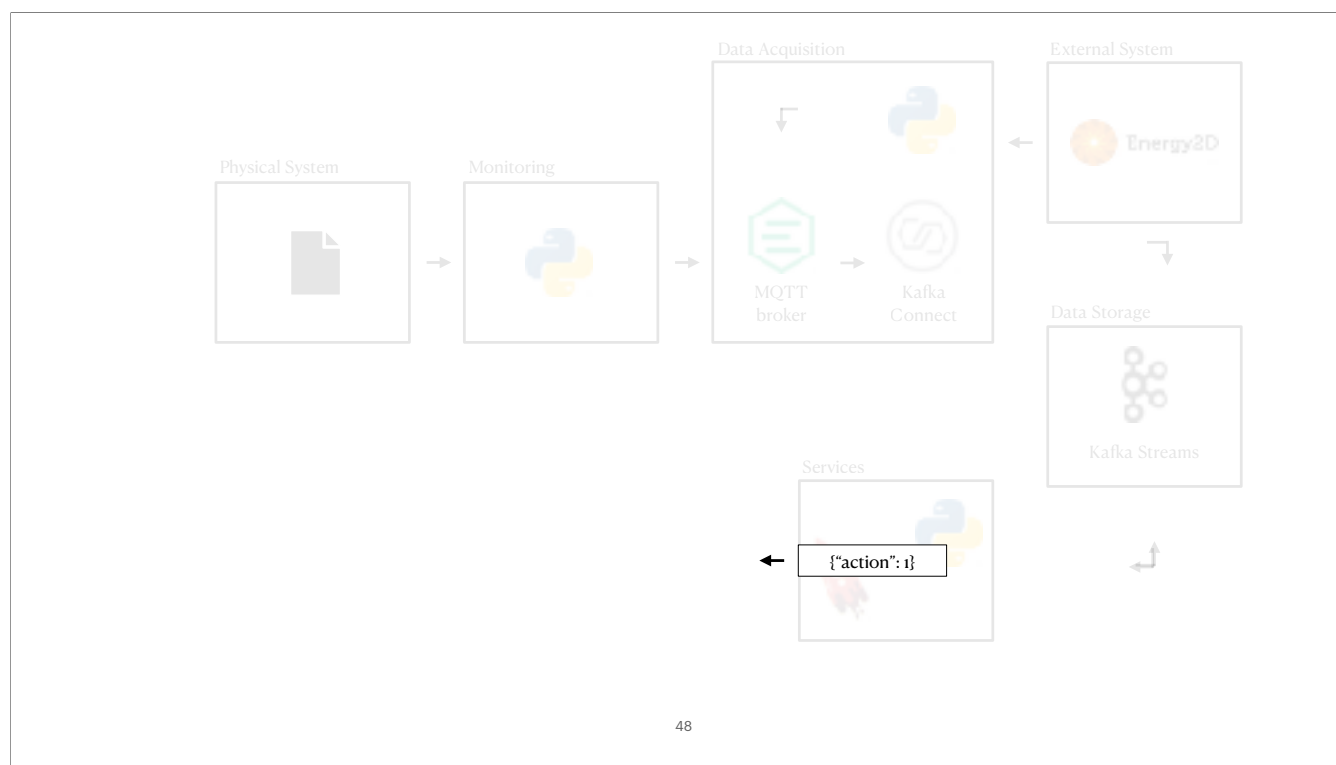 Data Acquisition
External System
Energy2D
Physical System
Monitoring
MQTT
broker
Kafka
Connect
Data Storage
Kafka Streams
Services
{“action”: 1}
48